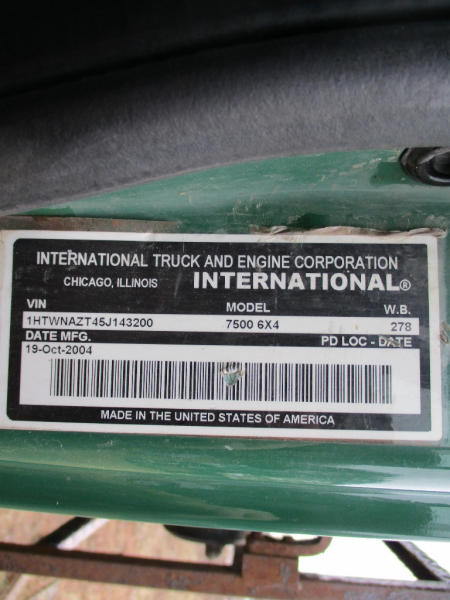 INTERNATIONAL TRUCK AND ENGINE CORPORATION
CHICAGO, ILLINOIS INTERNATIONAL®
VIN MODEL W.B.
1HTWNAZT45J143200 7500 6X4 278
DATE MFG. PD LOC - DATE
19-Oct-2004
MADE IN THE UNITED STATES OF AMERICA